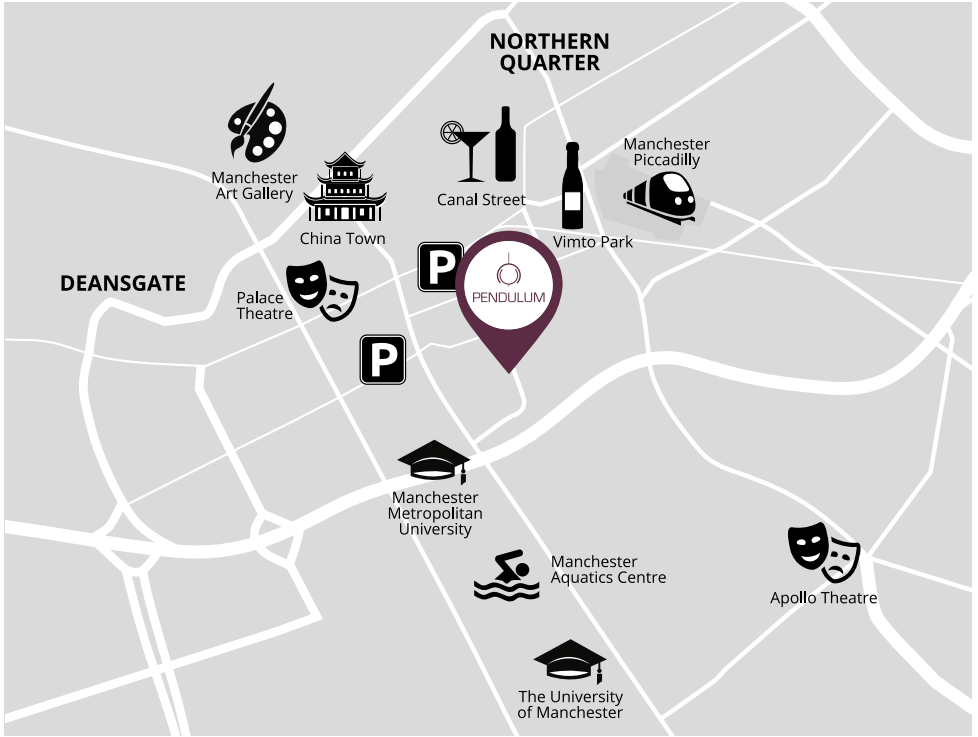 NORTHERN
QUARTER
Manchester
Art Gallery
China Town
Canal Street
Manchester
Piccadilly
Vimto Park
DEANSGATE
Palace
Theatre
P
PENDULUM
P
Manchester
Metropolitan
University
Manchester
Aquatics Centre
Apollo Theatre
The University
of Manchester